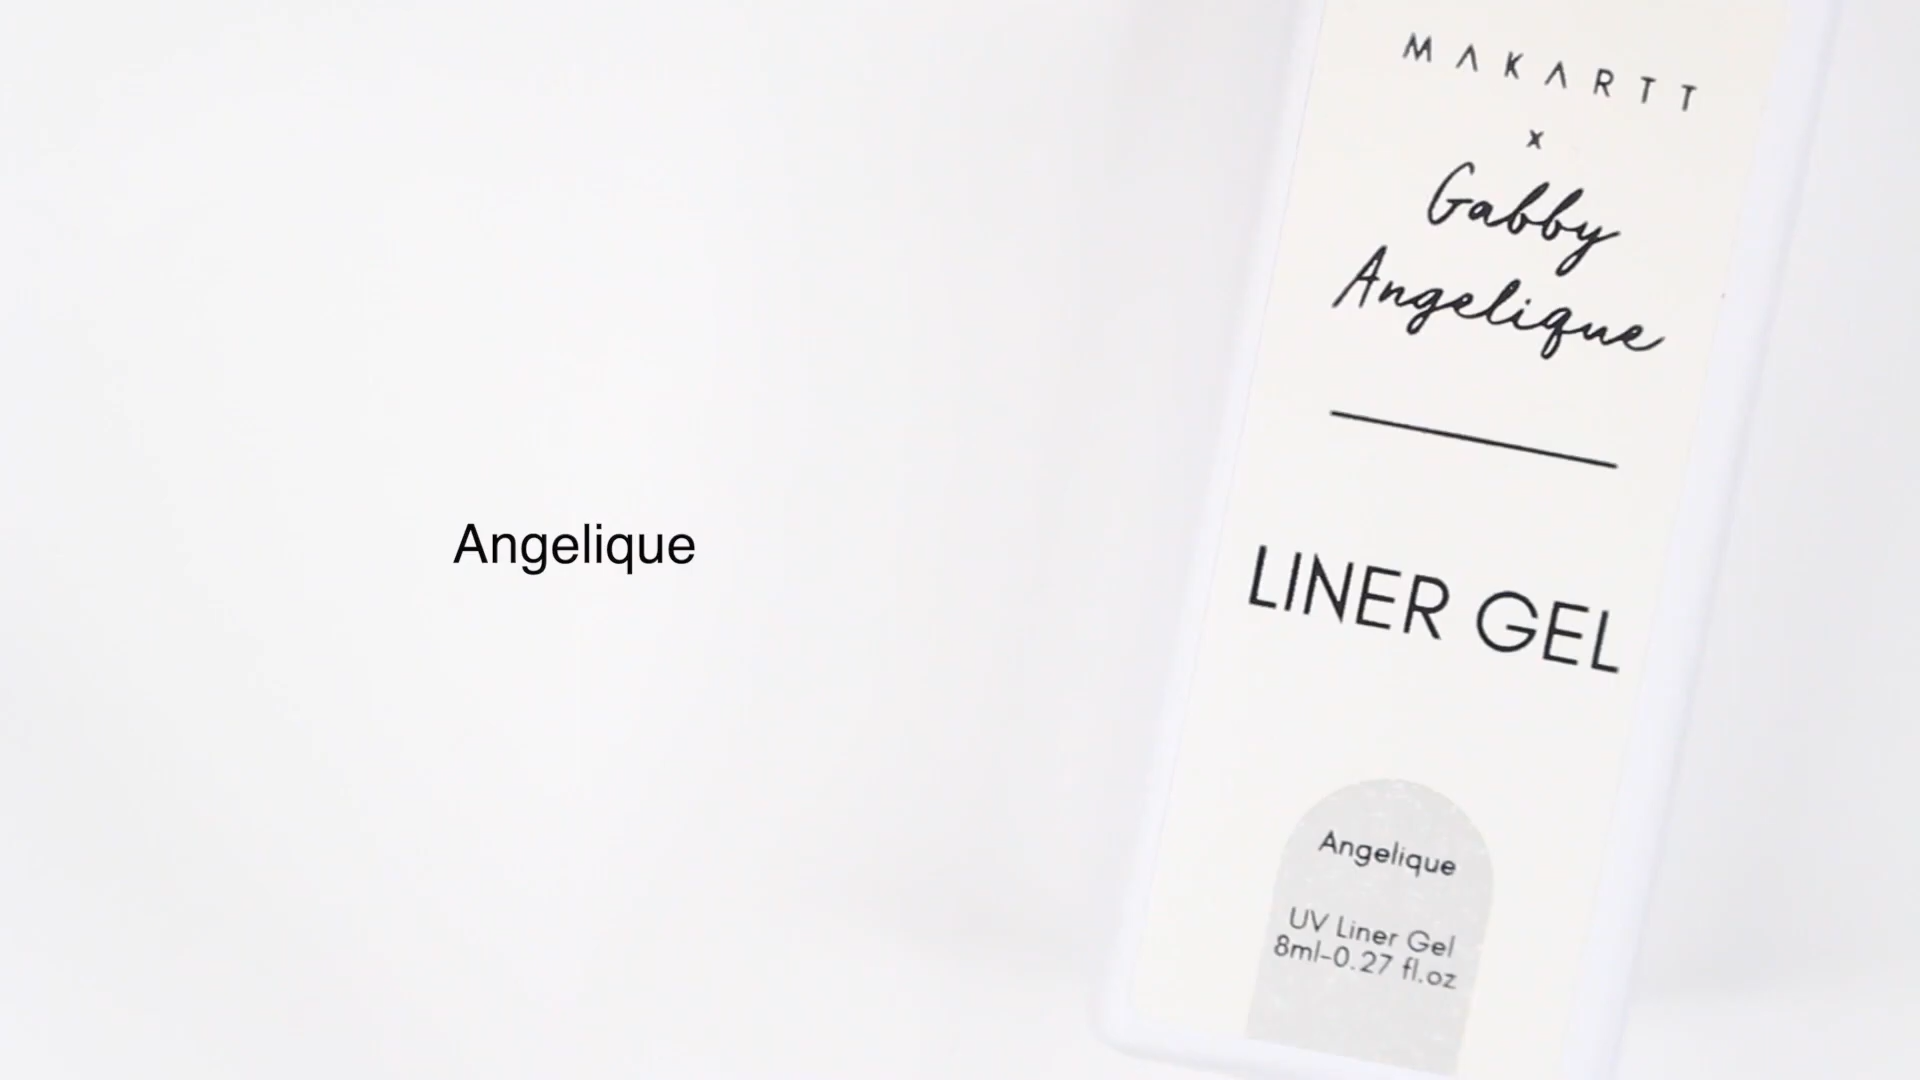 Angelique
MAKARTT
x
Gabby
Angelique
LINER GEL
Angelique
UV Liner Gel
8ml-0.27 fl.oz